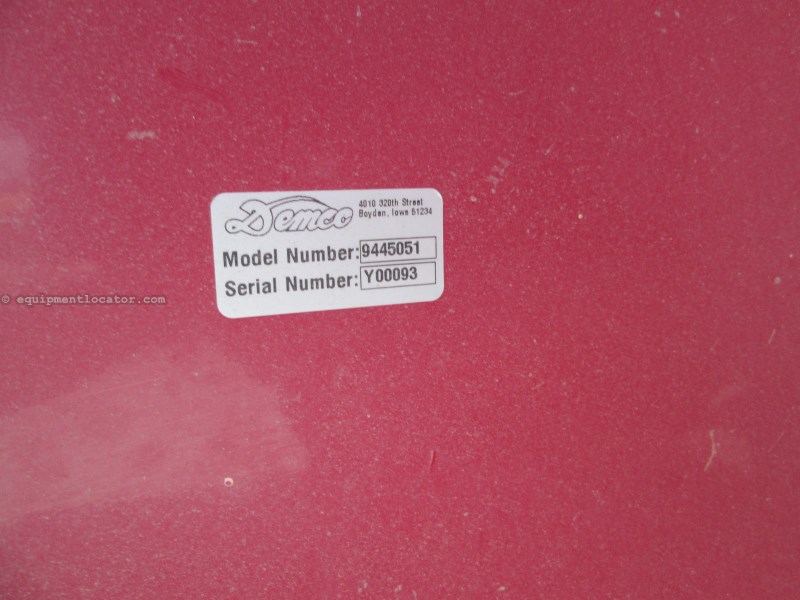 Demco
4010 320th Street
Boyden, Iowa 51234
Model Number: 9445051
Serial Number: Y00093
© equipmentlocator.com